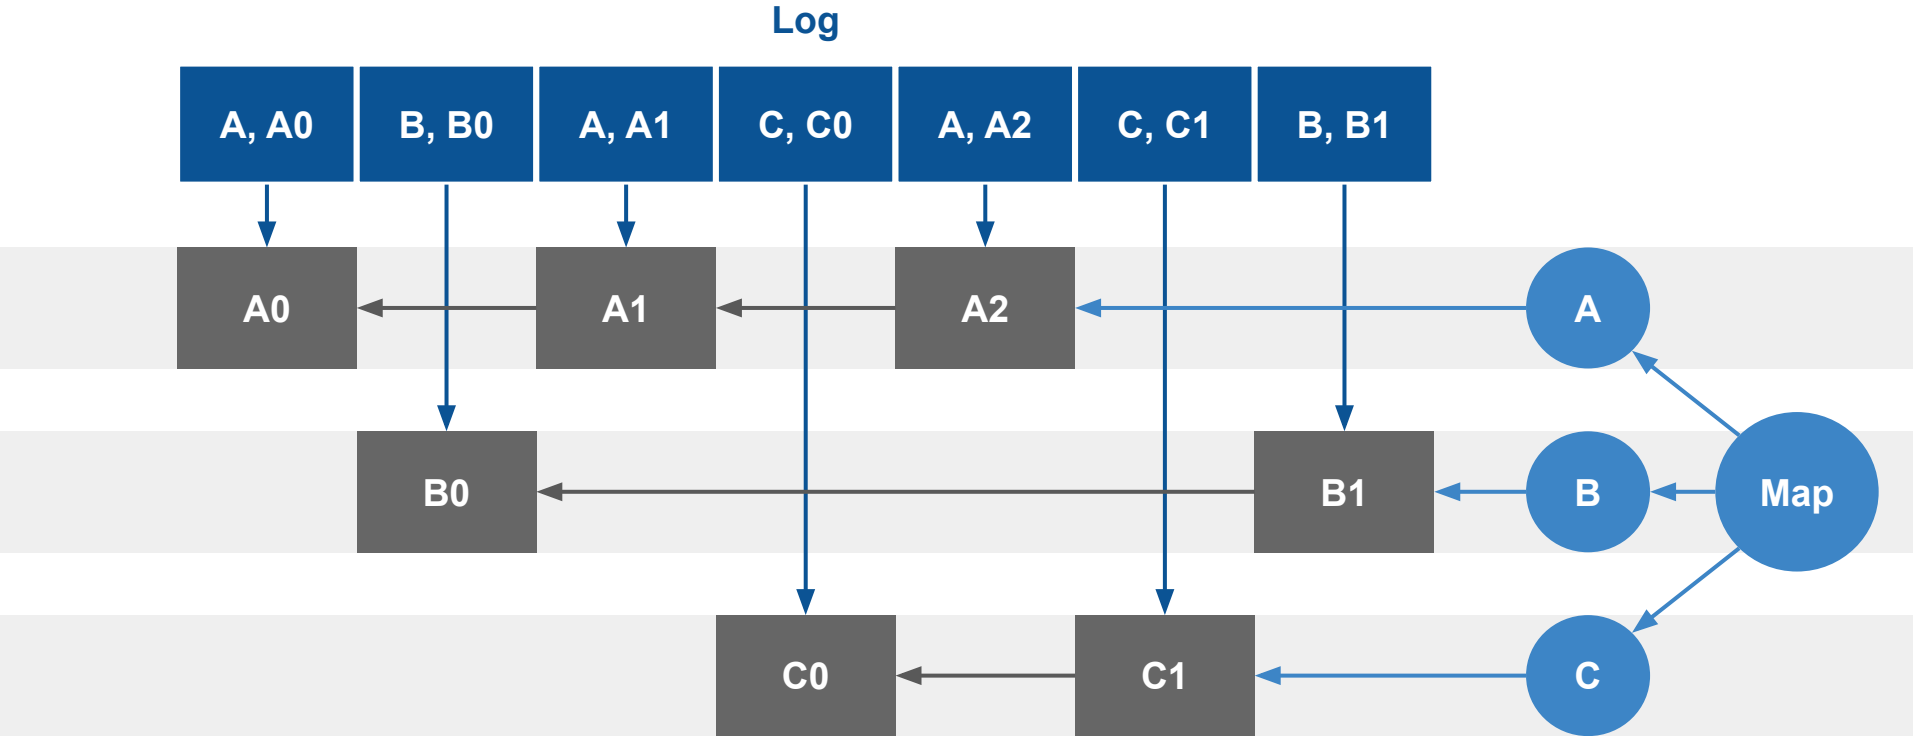 Log
A, A0
B, B0
A, A1
C, C0
A, A2
C, C1
B, B1
A0
A1
A2
A
B0
B1
B
Map
C0
C1
C